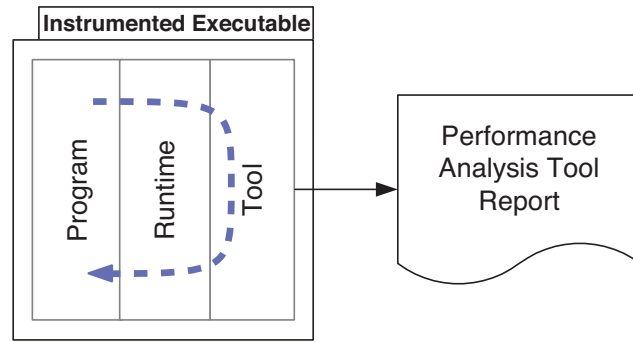 Instrumented Executable
Program
Runtime
Tool
Performance
Analysis Tool
Report